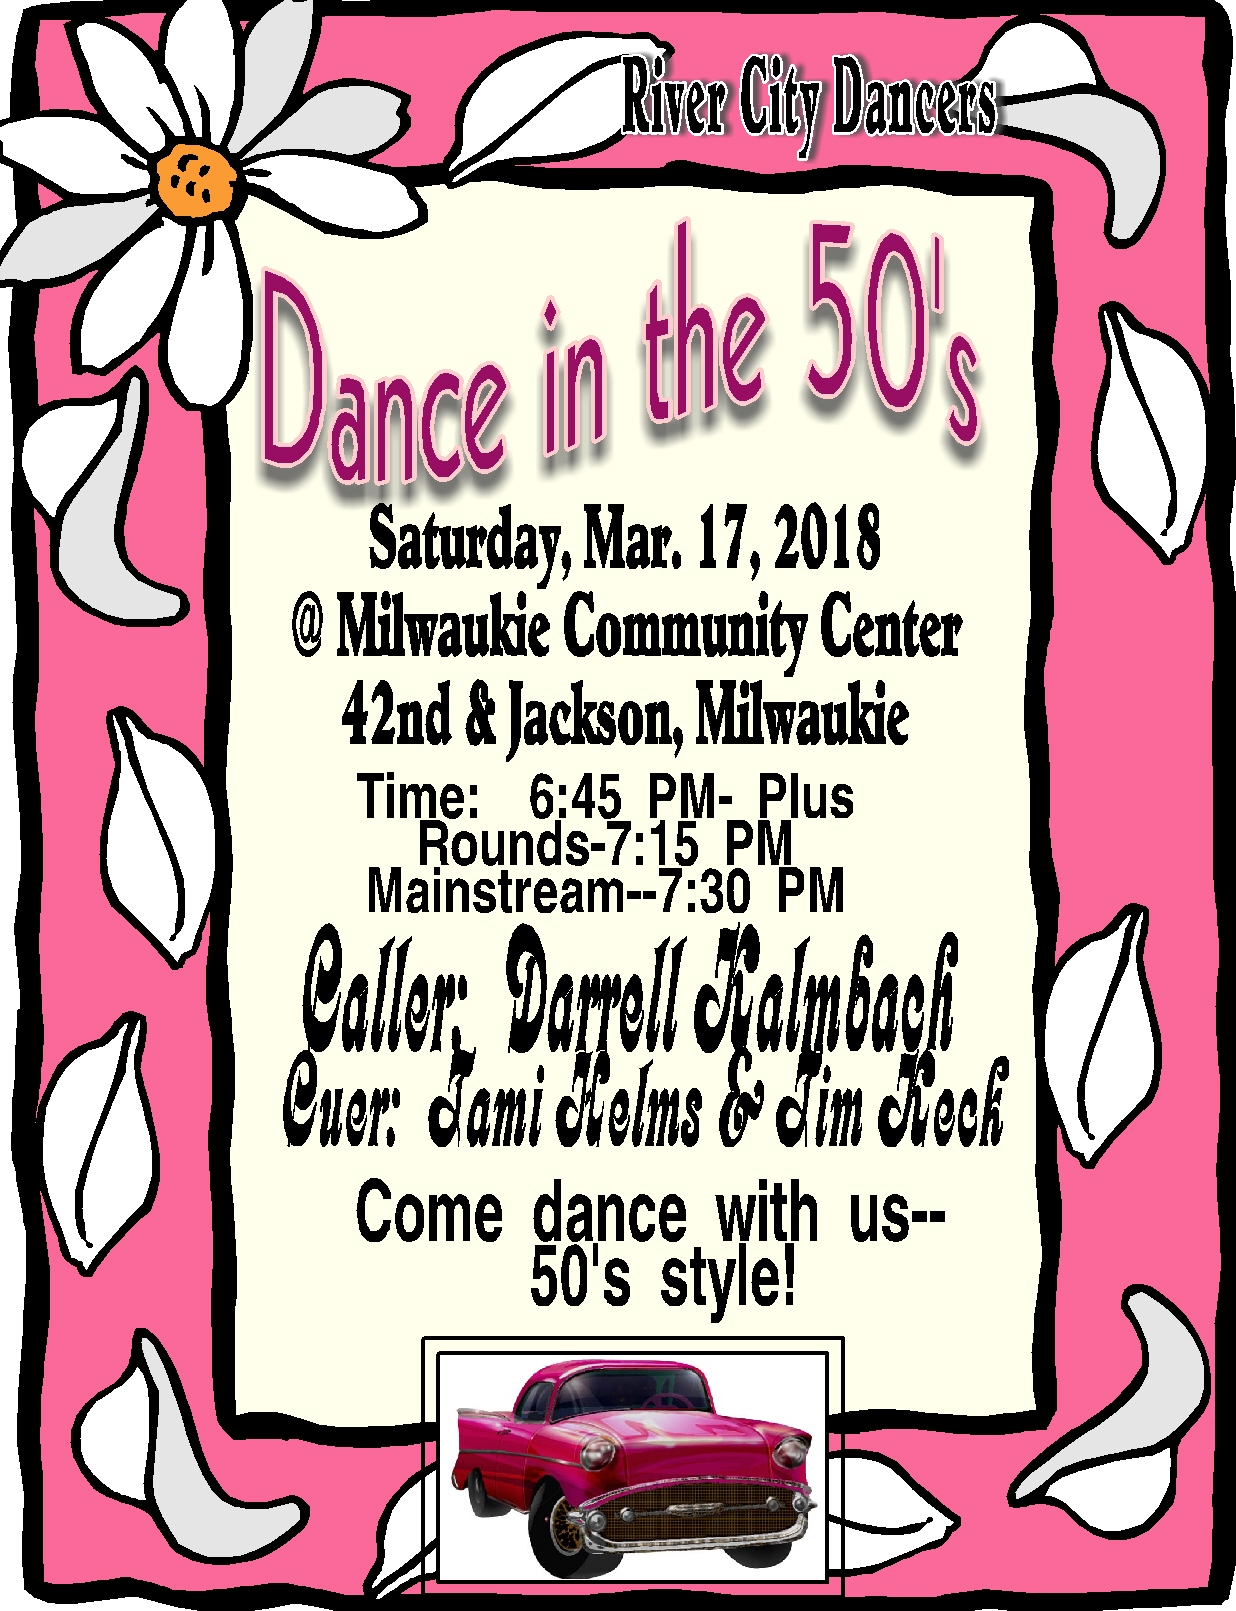 River City Dancers
Dance in the 50's
Saturday, Mar. 17, 2018
@ Milwaukie Community Center
42nd & Jackson, Milwaukie
Time: 6:45 PM- Plus
Rounds-7:15 PM
Mainstream--7:30 PM
Caller: Darrell Kalmbach
Cuer: Tami Helms & Tim Keck
Come dance with us--
50's style!